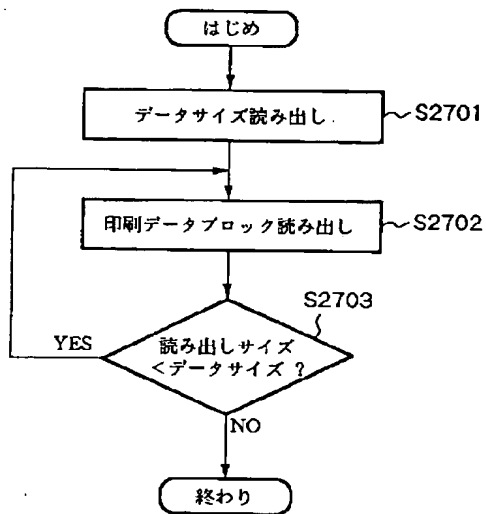 はじめ
データサイズ読み出し
S2701
印刷データブロック読み出し
S2702
S2703
読み出しサイズ
<データサイズ ?
YES
NO
終わり